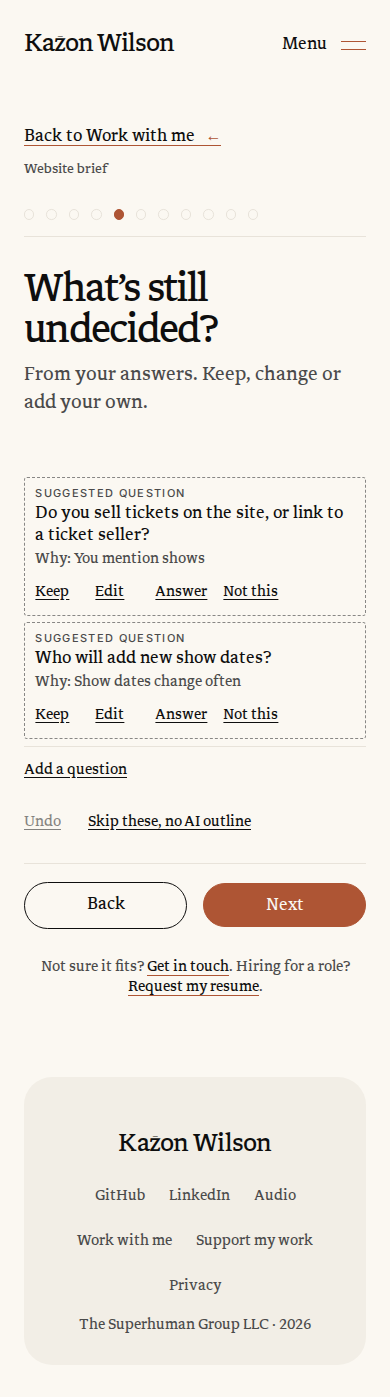 Kazon Wilson
Menu
Back to Work with me ←
Website brief
What’s still
undecided?
From your answers. Keep, change or
add your own.
SUGGESTED QUESTION
Do you sell tickets on the site, or link to
a ticket seller?
Why: You mention shows
Keep Edit Answer Not this
SUGGESTED QUESTION
Who will add new show dates?
Why: Show dates change often
Keep Edit Answer Not this
Add a question
Undo Skip these, no AI outline
Back Next
Not sure it fits? Get in touch. Hiring for a role?
Request my resume.
Kazon Wilson
GitHub LinkedIn Audio
Work with me Support my work
Privacy
The Superhuman Group LLC · 2026